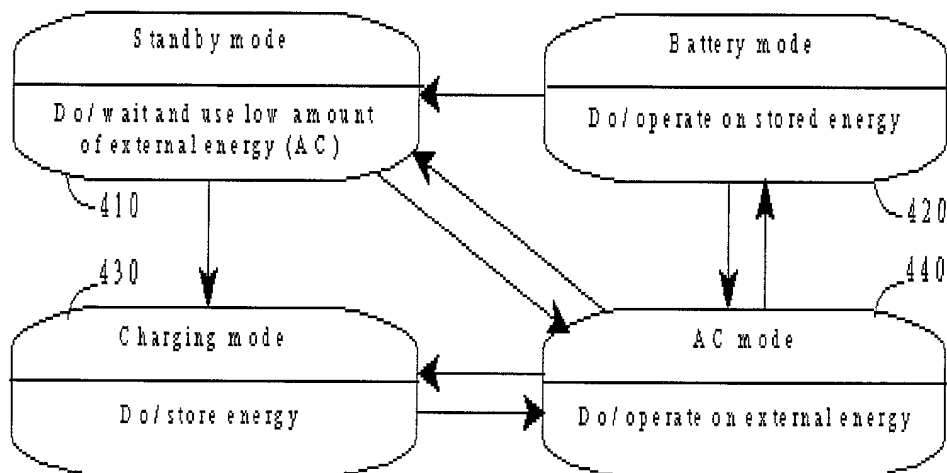 Standby mode
Do/ wait and use low amount
of external energy (AC)
410
Battery mode
Do/ operate on stored energy
420
430
Charging mode
Do/ store energy
440
AC mode
Do/ operate on external energy